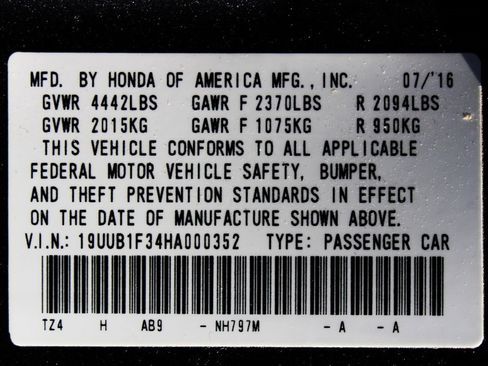 MFD. BY HONDA OF AMERICA MFG., INC. 07/'16
GVWR 4442LBS GAWR F 2370LBS R 2094LBS
GVWR 2015KG GAWR F 1075KG R 950KG
THIS VEHICLE CONFORMS TO ALL APPLICABLE
FEDERAL MOTOR VEHICLE SAFETY, BUMPER,
AND THEFT PREVENTION STANDARDS IN EFFECT
ON THE DATE OF MANUFACTURE SHOWN ABOVE.
V.I.N.: 19UUB1F34HA000352 TYPE: PASSENGER CAR
TZ4 H AB9 - NH797M - A - A